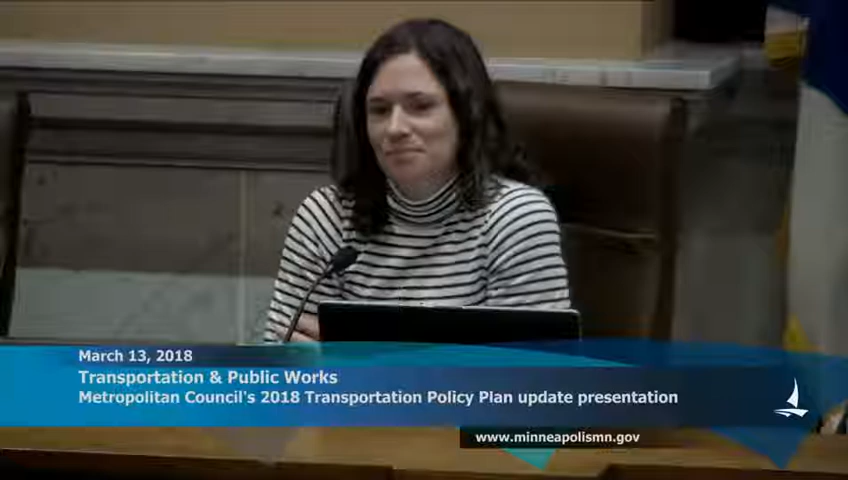 March 13, 2018
Transportation & Public Works
Metropolitan Council's 2018 Transportation Policy Plan update presentation
www.minneapolismn.gov